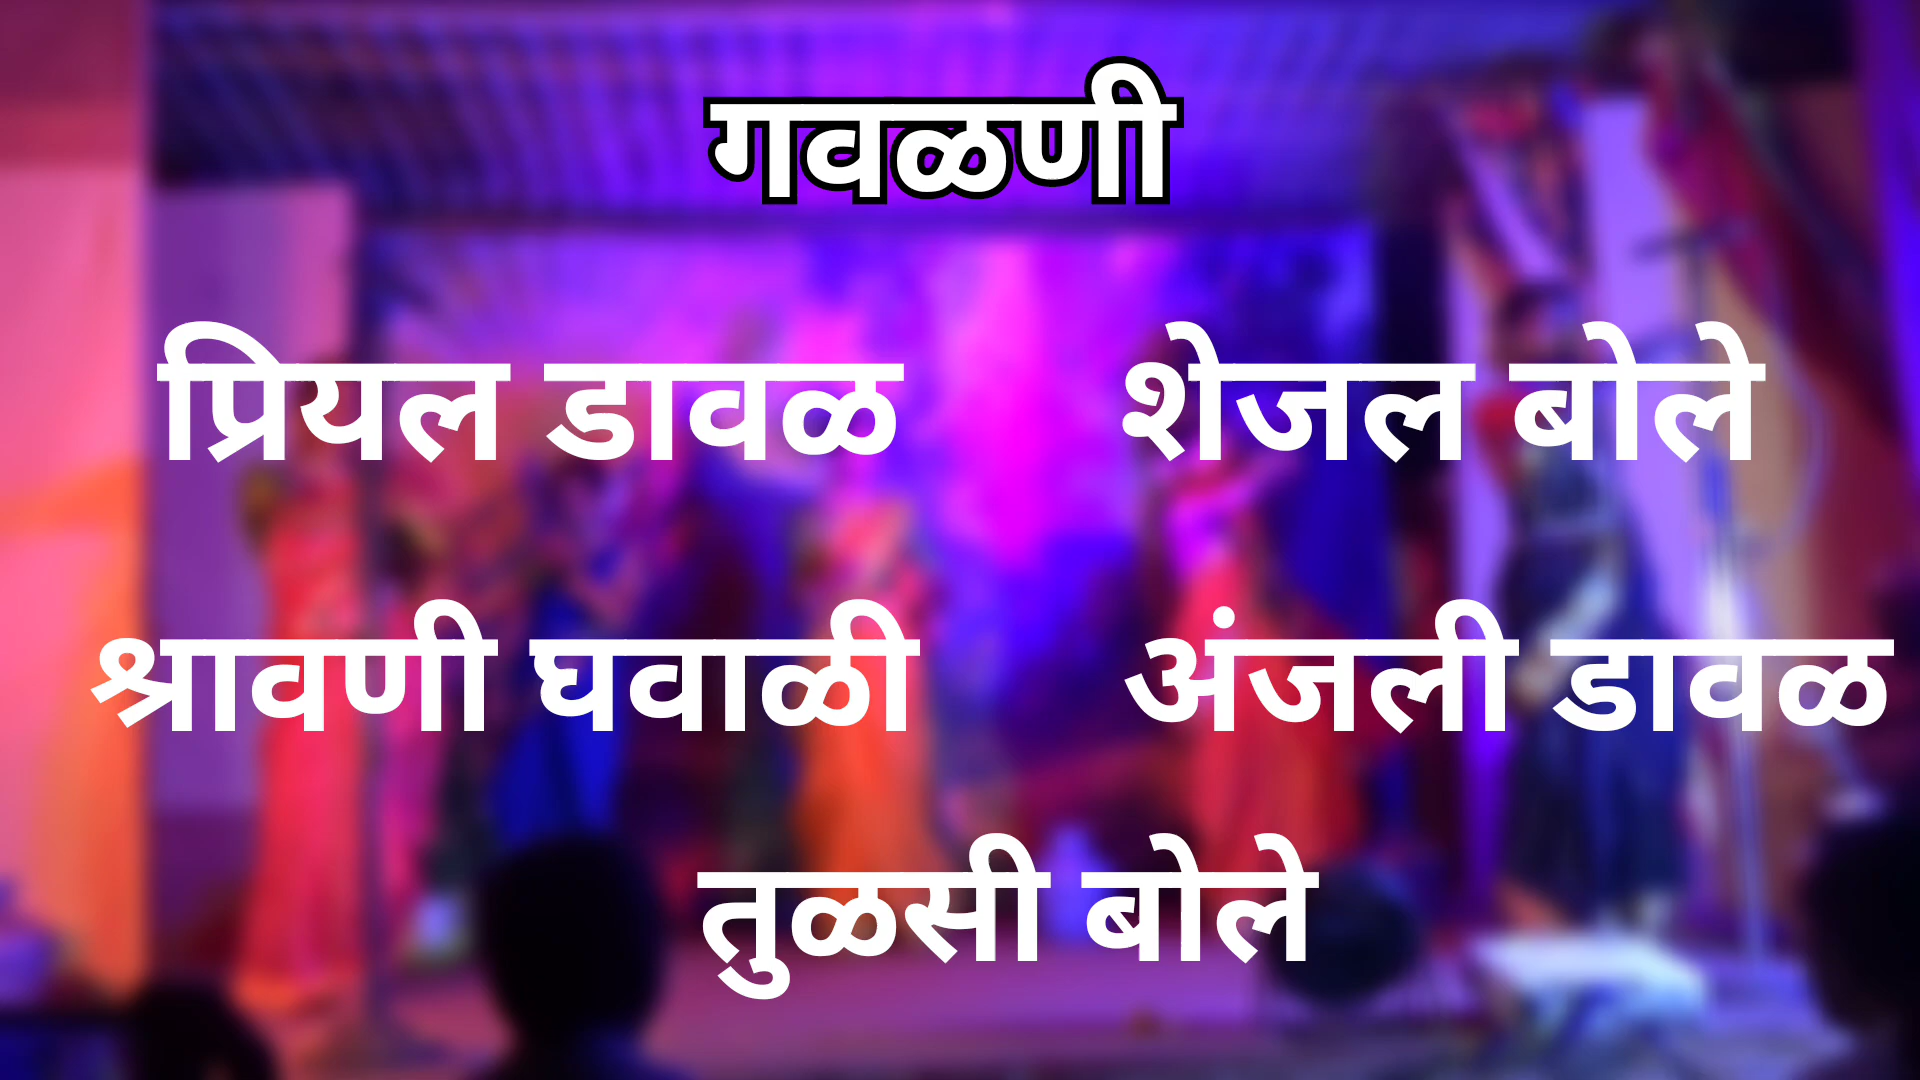 गवळणी
प्रियल डावळ
शेजल बोले
श्रावणी घवाळी
अंजली डावळ
तुळसी बोले